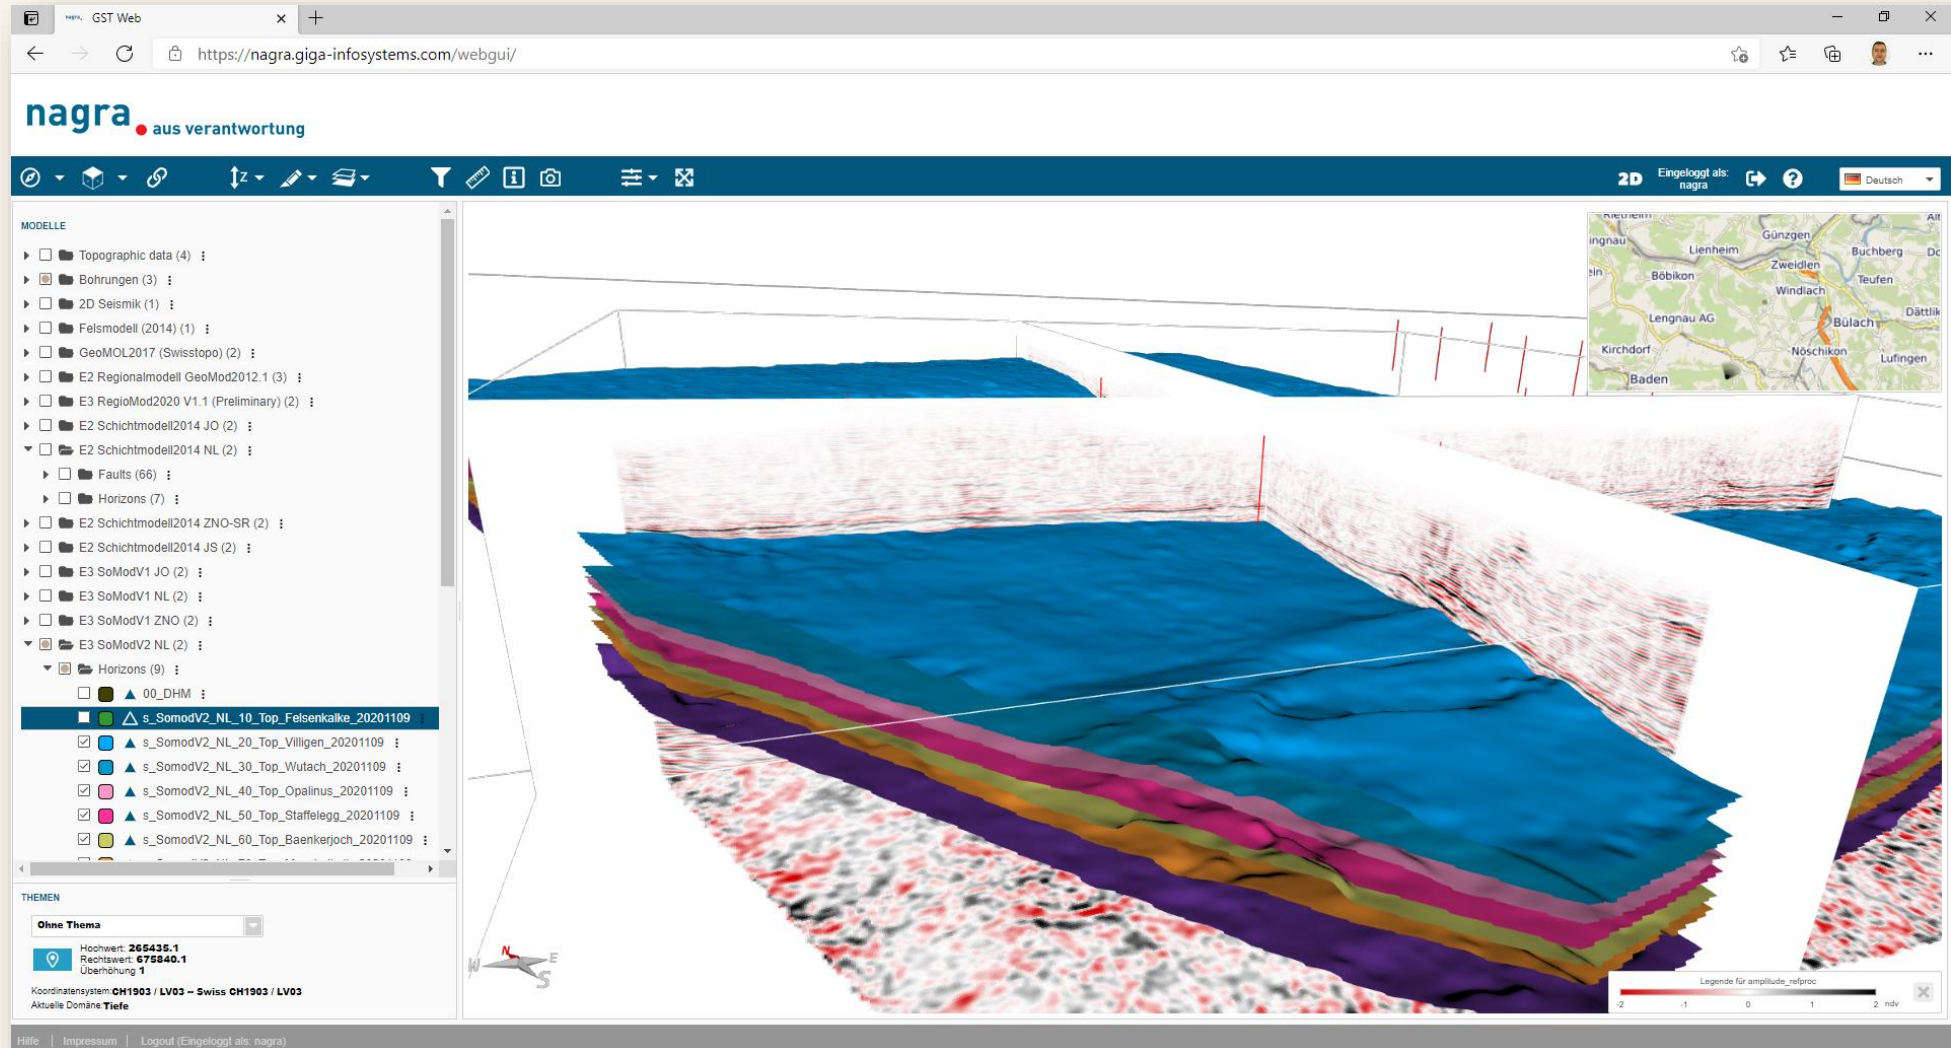 nagra. GST Web
https://nagra.giga-infosystems.com/webgui/
nagra. aus verantwortung
Z
2D
Eingeloggt als:
nagra
Deutsch
MODELLE
Topographic data (4)
Bohrungen (3)
2D Seismik (1)
Felsmodell (2014) (1)
GeoMOL2017 (Swisstopo) (2)
E2 Regionalmodell GeoMod2012.1 (3)
E3 RegioMod2020 V1.1 (Preliminary) (2)
E2 Schichtmodell2014 JO (2)
E2 Schichtmodell2014 NL (2)
Faults (66)
Horizons (7)
E2 Schichtmodell2014 ZNO-SR (2)
E2 Schichtmodell2014 JS (2)
E3 SoModV1 JO (2)
E3 SoModV1 NL (2)
E3 SoModV1 ZNO (2)
E3 SoModV2 NL (2)
Horizons (9)
00_DHM
s_SomodV2_NL_10_Top_Felsenkalke_20201109
s_SomodV2_NL_20_Top_Villigen_20201109
s_SomodV2_NL_30_Top_Wutach_20201109
s_SomodV2_NL_40_Top_Opalinus_20201109
s_SomodV2_NL_50_Top_Staffelegg_20201109
s_SomodV2_NL_60_Top_Baenkerjoch_20201109
THEMEN
Ohne Thema
Hochwert: 265435.1
Rechtswert: 675840.1
Überhöhung 1
Koordinatensystem: CH1903 / LV03 -- Swiss CH1903 / LV03
Aktuelle Domäne: Tiefe
Günzgen
Lienheim
Buchberg
Zweidlen
Böbikon
Teufen
Windlach
Lengnau AG
Dättlik
Bülach
Kirchdorf
Nöschikon
Lufingen
Baden
N
W
E
S
Legende für amplitude_refproc
-2 -1 0 1 2 ndv
Hilfe | Impressum | Logout (Eingeloggt als: nagra)